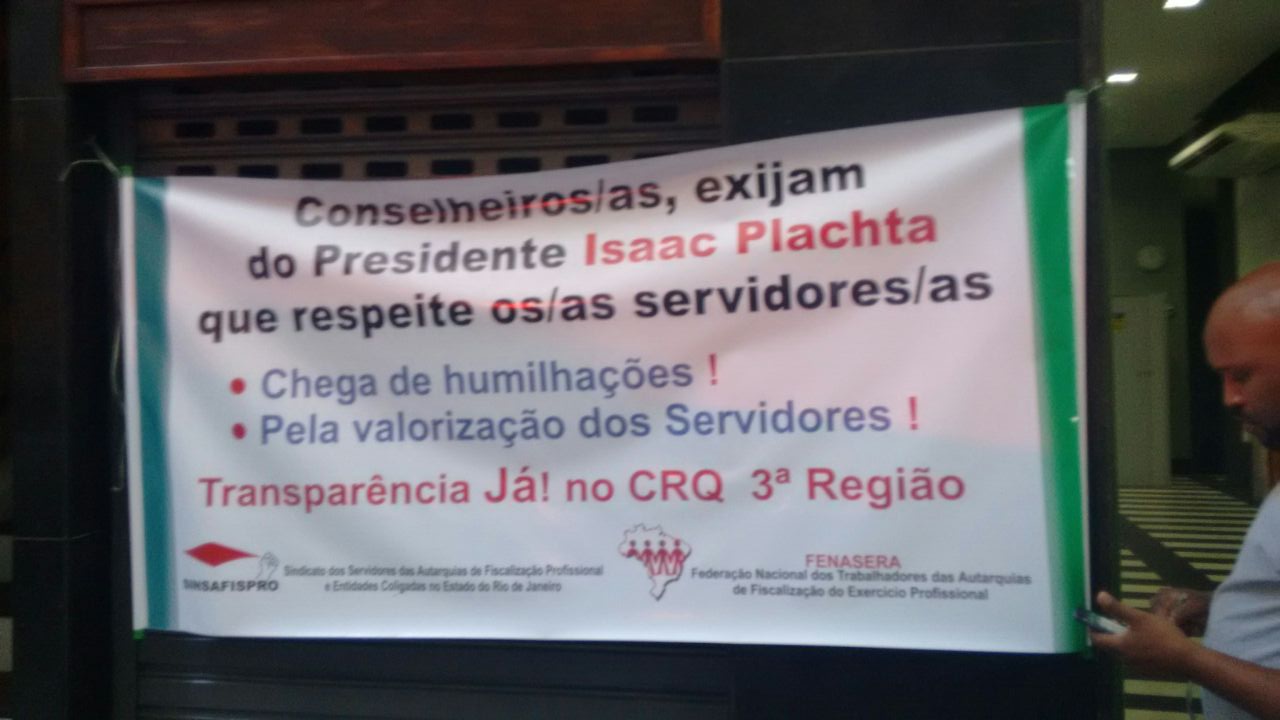 Conselheiros/as, exijam
do Presidente Isaac Plachta
que respeite os/as servidores/as
• Chega de humilhações !
• Pela valorização dos Servidores !
Transparência Já! no CRQ 3ª Região
SINSAFISPRO
Sindicato dos Servidores das Autarquias de Fiscalização Profissional
e Entidades Coligadas no Estado do Rio de Janeiro
FENASERA
Federação Nacional dos Trabalhadores das Autarquias
de Fiscalização do Exercício Profissional